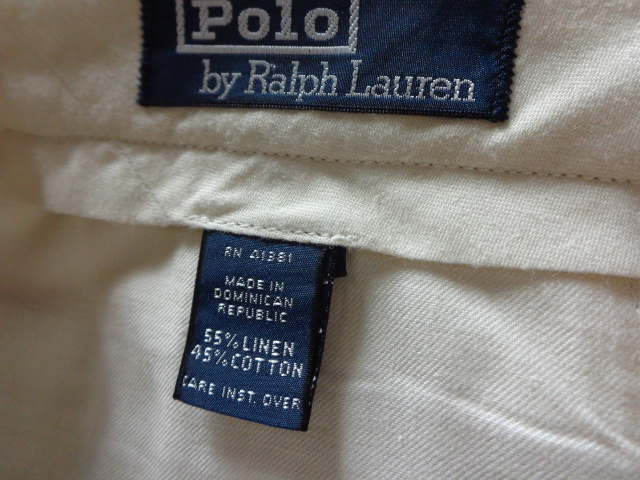 Polo
by Ralph Lauren
RN 41381
MADE IN
DOMINICAN
REPUBLIC
55% LINEN
45% COTTON
CARE INST. OVER